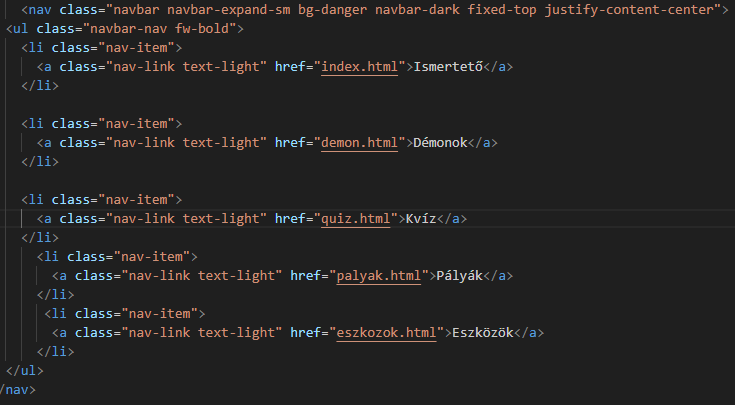 <nav class="navbar navbar-expand-sm bg-danger navbar-dark fixed-top justify-content-center">
<ul class="navbar-nav fw-bold">
<li class="nav-item">
<a class="nav-link text-light" href="index.html">Ismertető</a>
</li>
<li class="nav-item">
<a class="nav-link text-light" href="demon.html">Démonok</a>
</li>
<li class="nav-item">
<a class="nav-link text-light" href="quiz.html">Kvíz</a>
</li>
<li class="nav-item">
<a class="nav-link text-light" href="palyak.html">Pályák</a>
</li>
<li class="nav-item">
<a class="nav-link text-light" href="eszkozok.html">Eszközök</a>
</li>
</ul>
/nav>